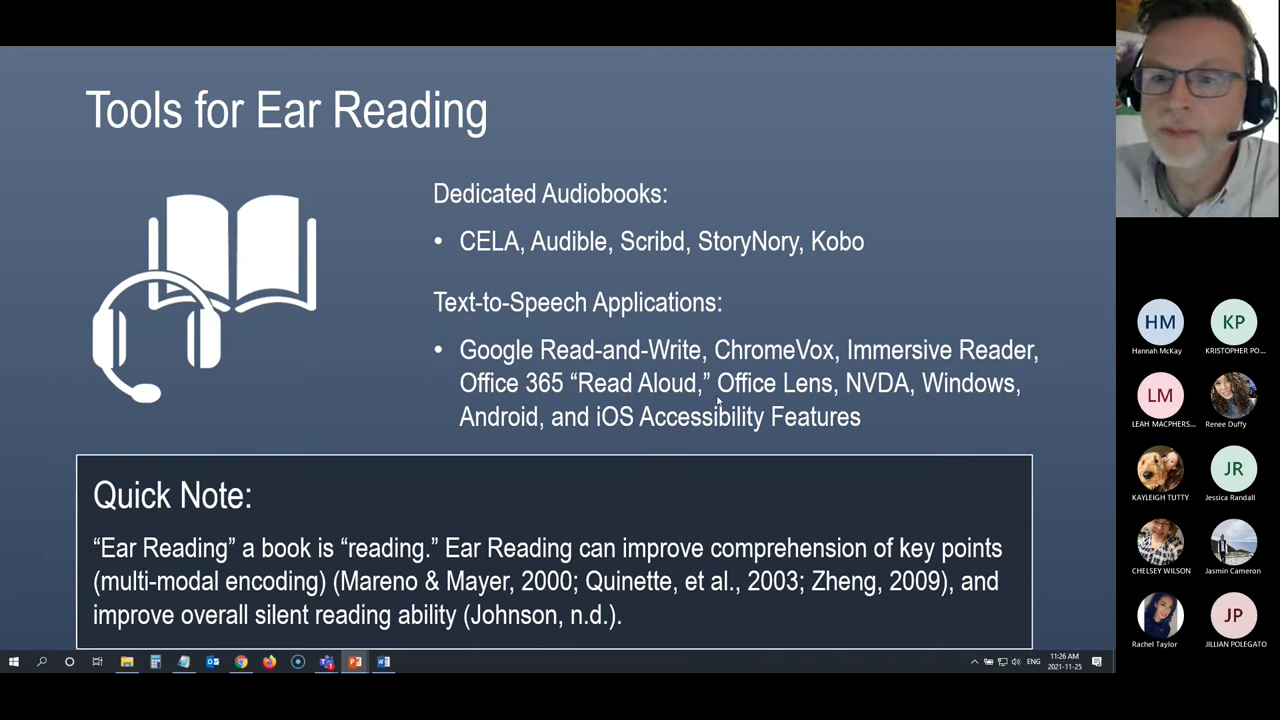 Tools for Ear Reading
Dedicated Audiobooks:
• CELA, Audible, Scribd, StoryNory, Kobo
Text-to-Speech Applications:
• Google Read-and-Write, ChromeVox, Immersive Reader,
Office 365 “Read Aloud,” Office Lens, NVDA, Windows,
Android, and iOS Accessibility Features
Quick Note:
“Ear Reading” a book is “reading.” Ear Reading can improve comprehension of key points
(multi-modal encoding) (Mareno & Mayer, 2000; Quinette, et al., 2003; Zheng, 2009), and
improve overall silent reading ability (Johnson, n.d.).
ENG
11:26 AM
2021-11-25
HM
Hannah McKay
KP
KRISTOPHER PO...
LM
LEAH MACPHERS...
Renee Duffy
KAYLEIGH TUTTY
JR
Jessica Randall
CHELSEY WILSON
Jasmin Cameron
Rachel Taylor
JP
JILLIAN POLEGATO